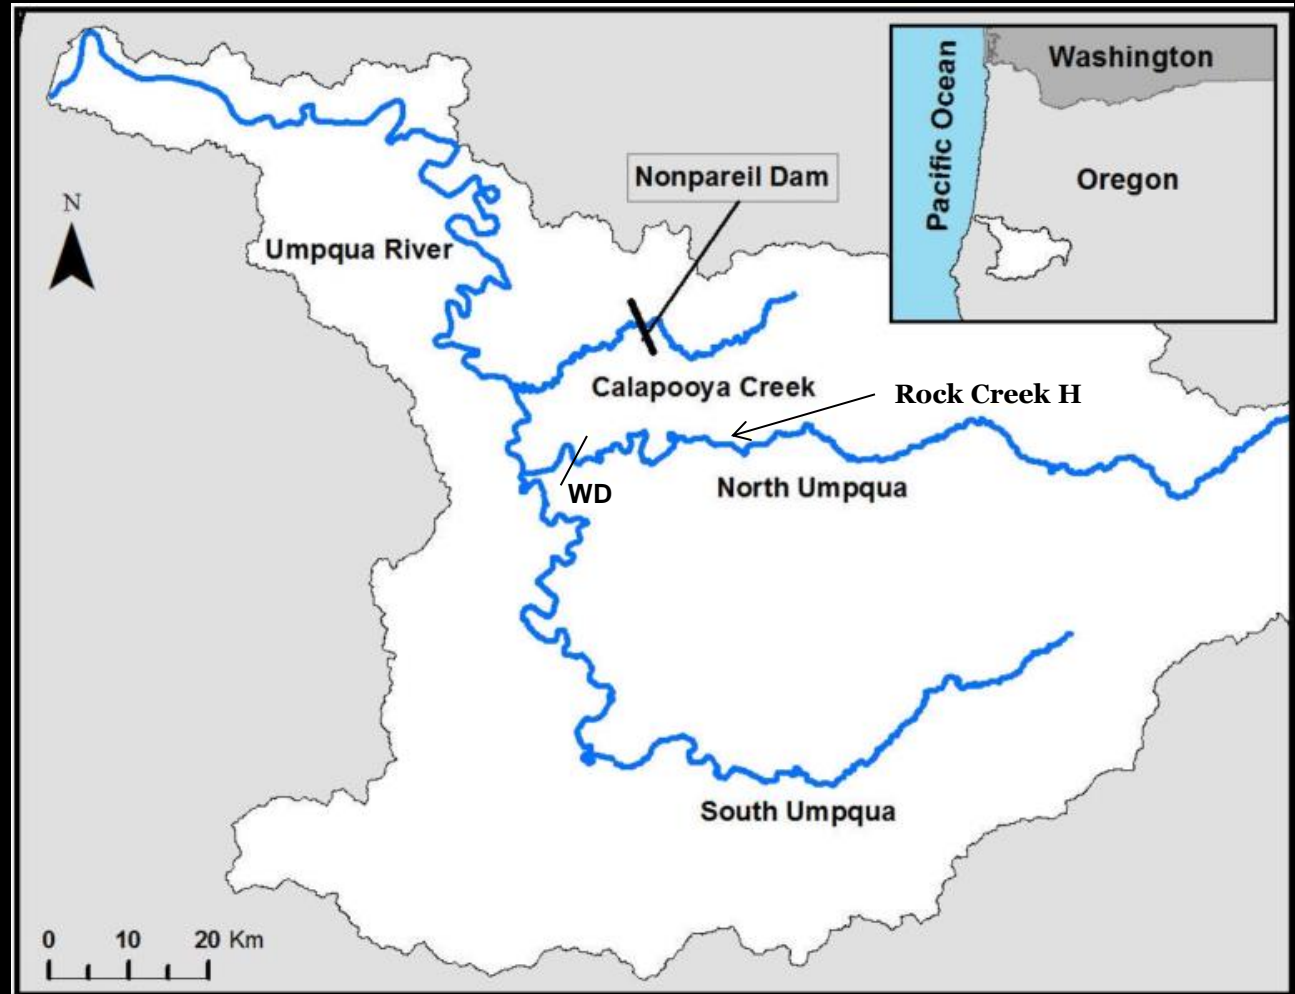 Washington
Pacific Ocean
Oregon
Nonpareil Dam
N
Umpqua River
Calapooya Creek
Rock Creek H
WD
North Umpqua
South Umpqua
0 10 20 Km